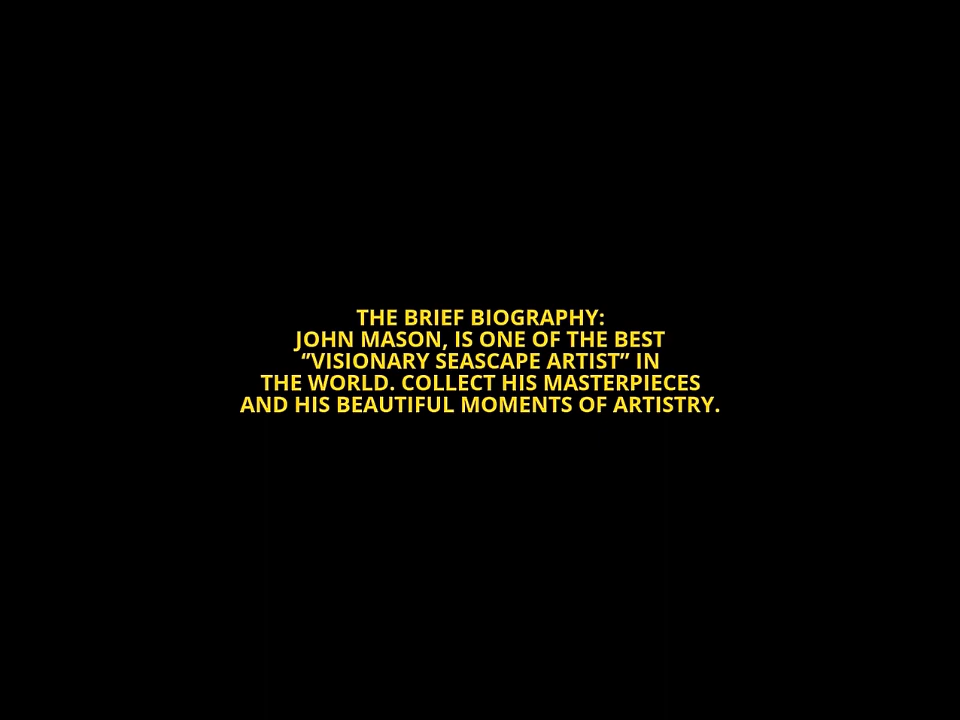 THE BRIEF BIOGRAPHY:
JOHN MASON, IS ONE OF THE BEST
“VISIONARY SEASCAPE ARTIST” IN
THE WORLD. COLLECT HIS MASTERPIECES
AND HIS BEAUTIFUL MOMENTS OF ARTISTRY.